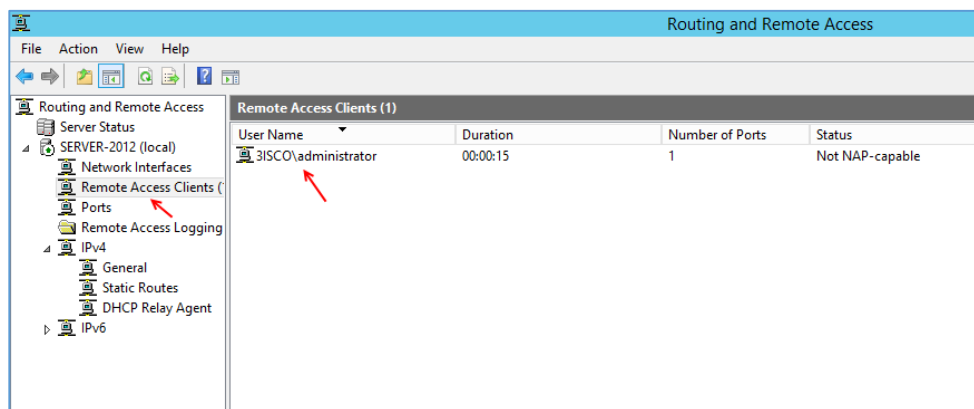 Routing and Remote Access
File Action View Help
Routing and Remote Access
Server Status
SERVER-2012 (local)
Network Interfaces
Remote Access Clients (
Ports
Remote Access Logging
IPv4
General
Static Routes
DHCP Relay Agent
IPv6
Remote Access Clients (1)
User Name Duration Number of Ports Status
3ISCO\administrator 00:00:15 1 Not NAP-capable